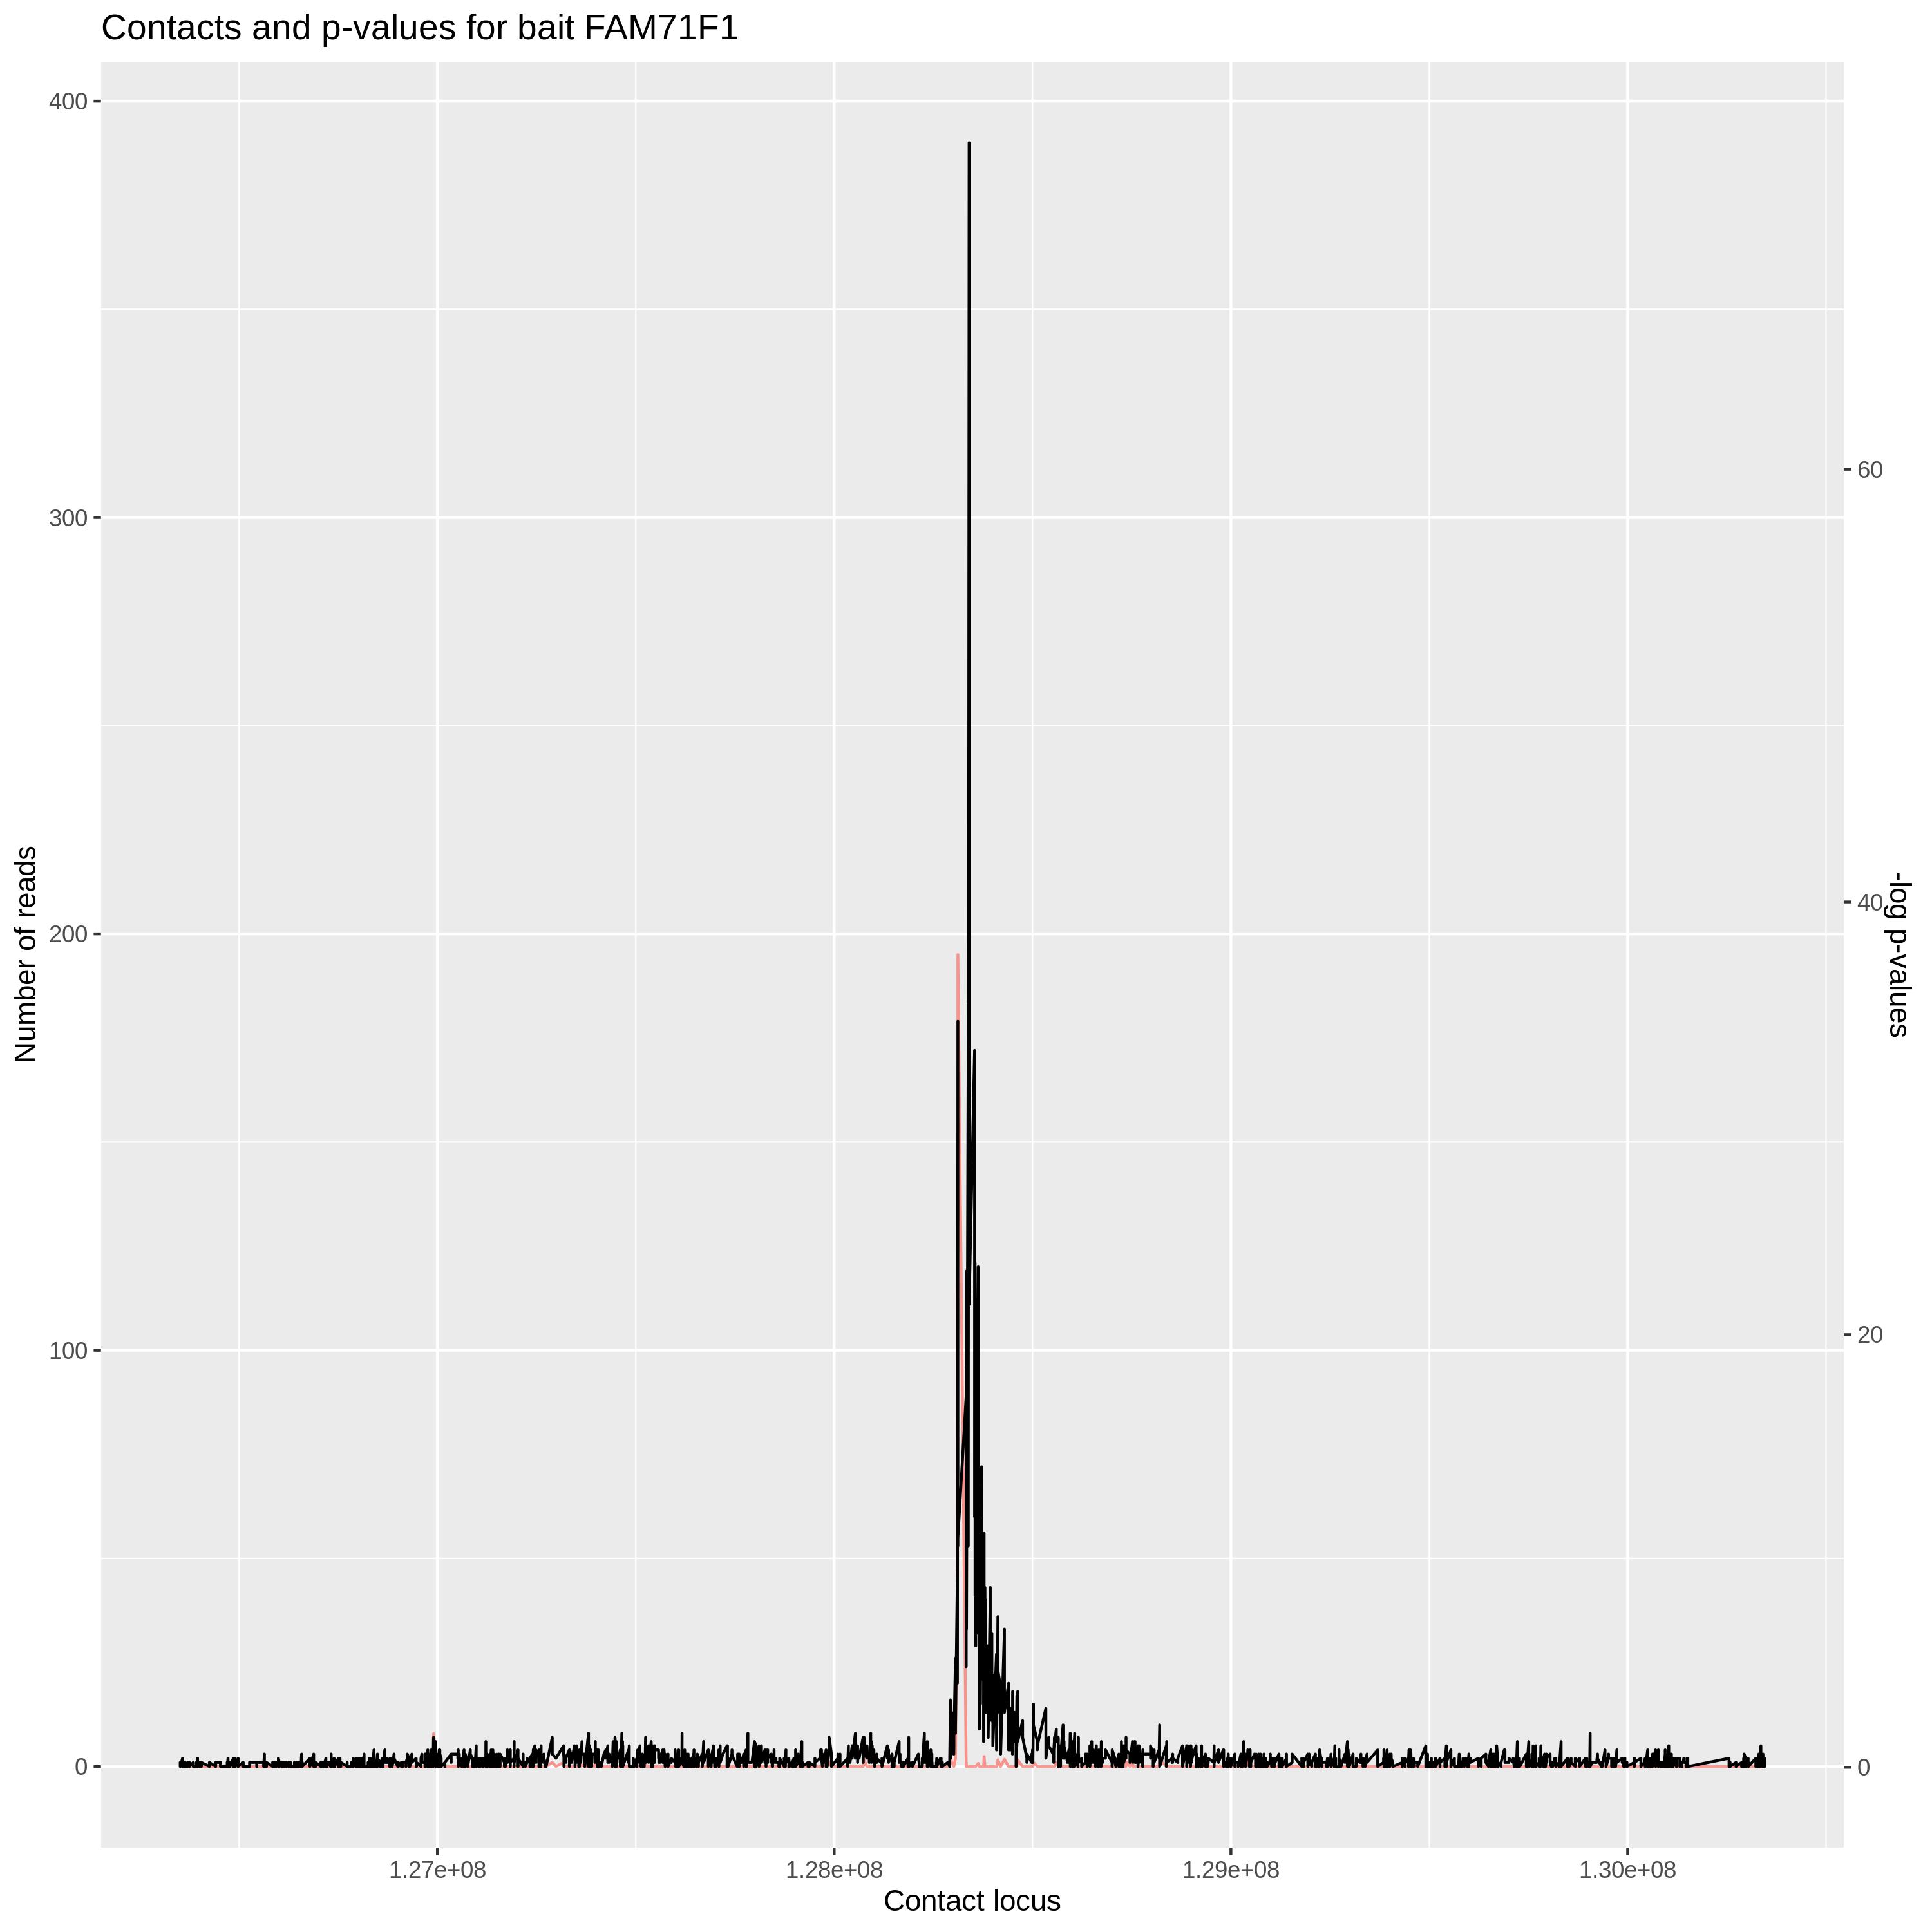 Contacts and p-values for bait FAM71F1
400
300
200
100
0
Number of reads
60
40
20
0
-log p-values
1.27e+08
1.28e+08
1.29e+08
1.30e+08
Contact locus